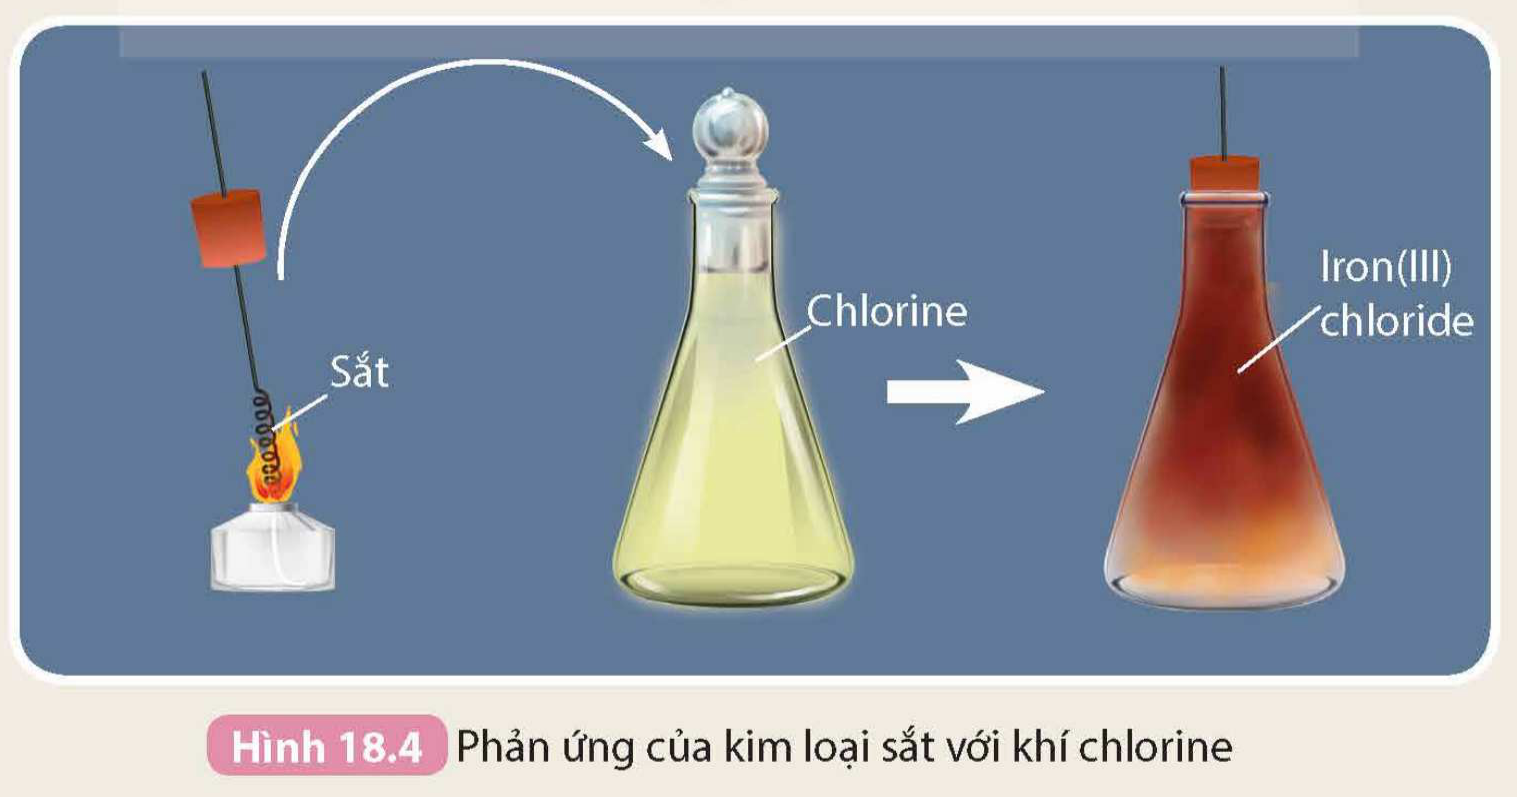 Sắt
Chlorine
Iron(III)
chloride
Hình 18.4 Phản ứng của kim loại sắt với khí chlorine